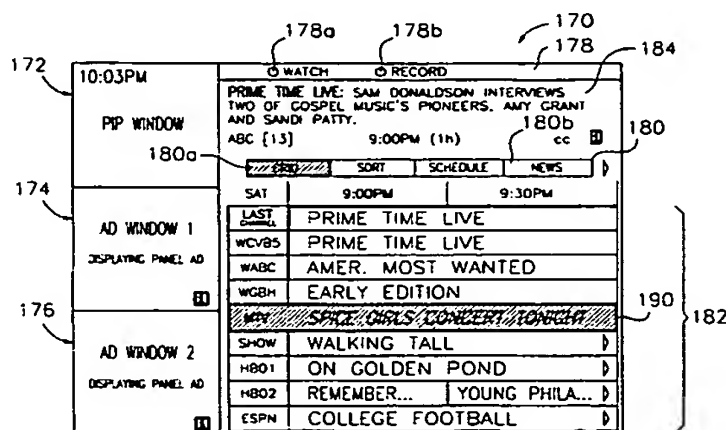 178a
178b
170
178
172
10:03PM
WATCH
RECORD
184
PRIME TIME LIVE: SAM DONALDSON INTERVIEWS
TWO OF GOSPEL MUSIC'S PIONEERS, AMY GRANT
AND SANDI PATTY.
PIP WINDOW
ABC [13]
9:00PM (1h)
180b
cc
180
180a
GRID
SORT
SCHEDULE
NEWS
174
SAT
9:00PM
9:30PM
AD WINDOW 1
DISPLAYING PANEL AD
LAST
CHANNEL
PRIME TIME LIVE
WCVB5
PRIME TIME LIVE
WABC
AMER. MOST WANTED
WGBH
EARLY EDITION
176
MTV
SPICE GIRLS CONCERT TONIGHT
190
182
AD WINDOW 2
DISPLAYING PANEL AD
SHOW
WALKING TALL
HBO1
ON GOLDEN POND
HBO2
REMEMBER...
YOUNG PHILA...
ESPN
COLLEGE FOOTBALL